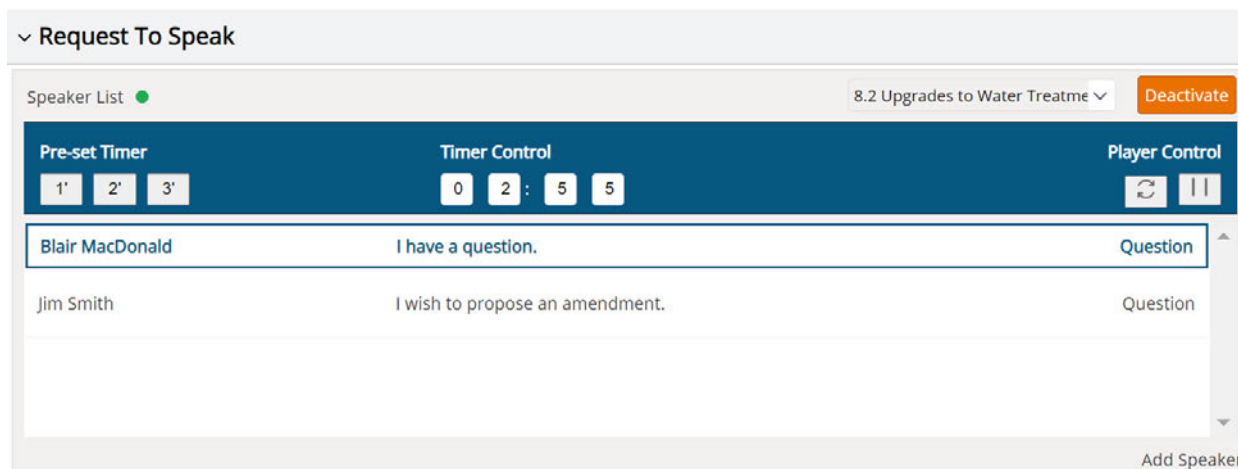 Request To Speak
Speaker List
8.2 Upgrades to Water Treatme
Deactivate
Pre-set Timer
Timer Control
Player Control
1' 2' 3'
0 2 : 5 5
Blair MacDonald I have a question. Question
Jim Smith I wish to propose an amendment. Question
Add Speaker